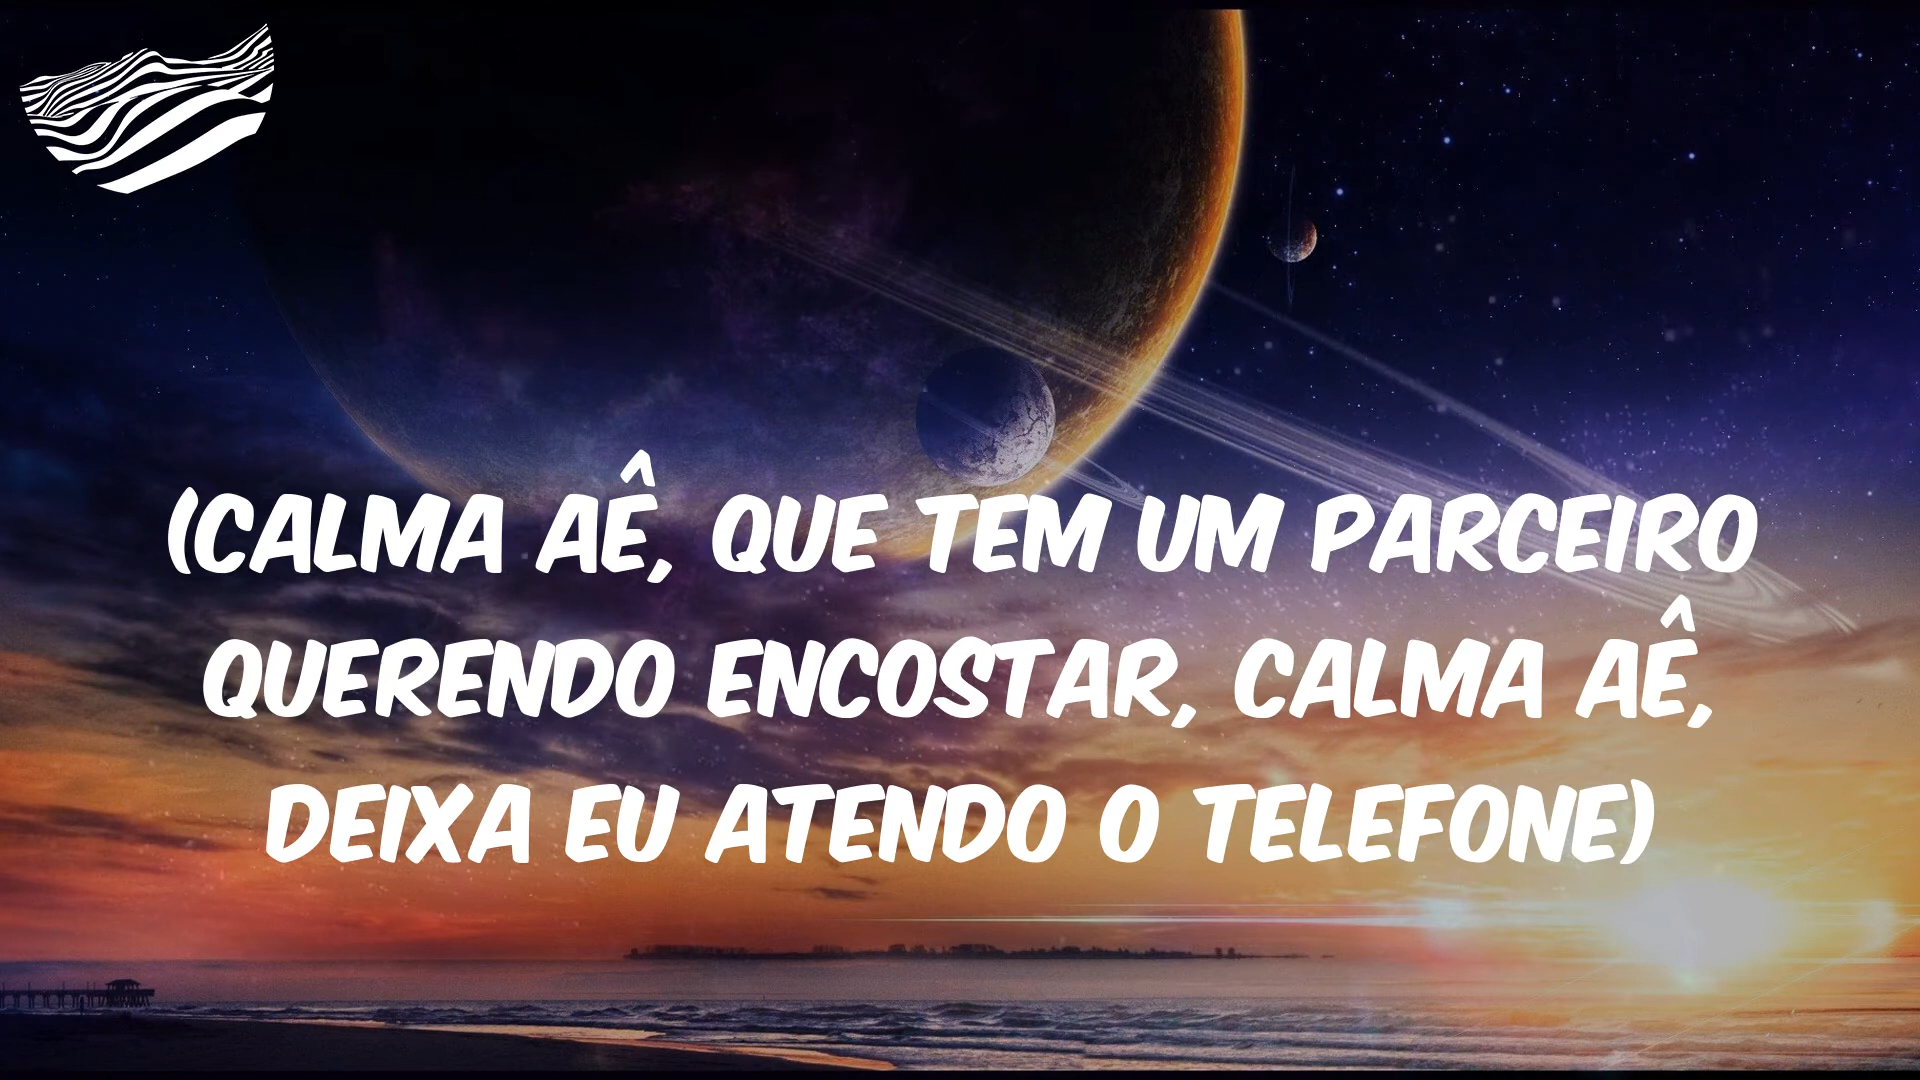 (CALMA AÊ, QUE TEM UM PARCEIRO
QUERENDO ENCOSTAR, CALMA AÊ,
DEIXA EU ATENDO O TELEFONE)